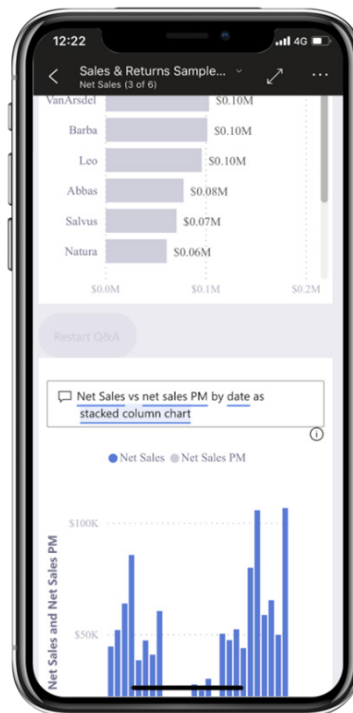 12:22
4G
Sales & Returns Sample...
Net Sales (3 of 6)
VanArsdel $0.10M
Barba $0.10M
Leo $0.10M
Abbas $0.08M
Salvus $0.07M
Natura $0.06M
$0.0M $0.1M $0.2M
Restart Q&A
Net Sales vs net sales PM by date as
stacked column chart
Net Sales Net Sales PM
Net Sales and Net Sales PM
$100K
$50K